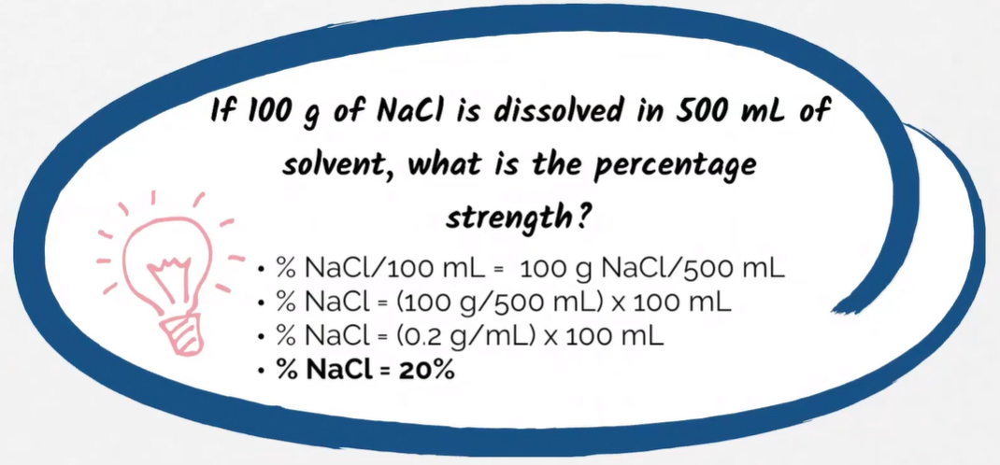 If 100 g of NaCl is dissolved in 500 mL of
solvent, what is the percentage
strength?
• % NaCl/100 mL = 100 g NaCl/500 mL
• % NaCl = (100 g/500 mL) x 100 mL
• % NaCl = (0.2 g/mL) x 100 mL
• % NaCl = 20%